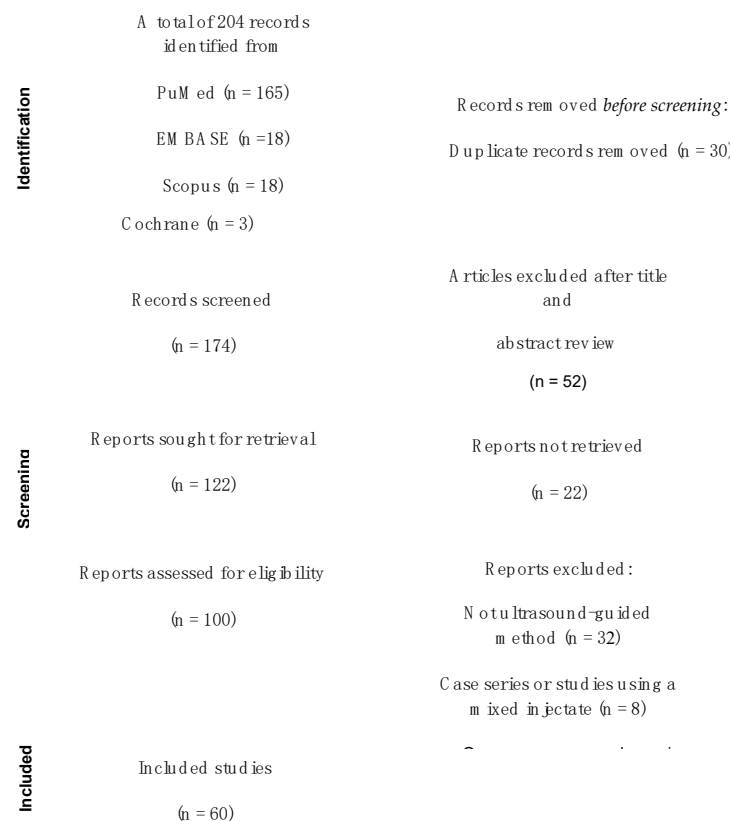 A total of 204 records
identified from
PuMed (n = 165)
EMBASE (n =18)
Scopus (n = 18)
Cochrane (n = 3)
Identification
Records removed before screening:
Duplicate records removed (n = 30)
Records screened
(n = 174)
Articles excluded after title
and
abstract review
(n = 52)
Screening
Reports sought for retrieval
(n = 122)
Reports not retrieved
(n = 22)
Reports assessed for eligibility
(n = 100)
Reports excluded:
Not ultrasound-guided
method (n = 32)
Case series or studies using a
mixed injectate (n = 8)
Included
Included studies
(n = 60)